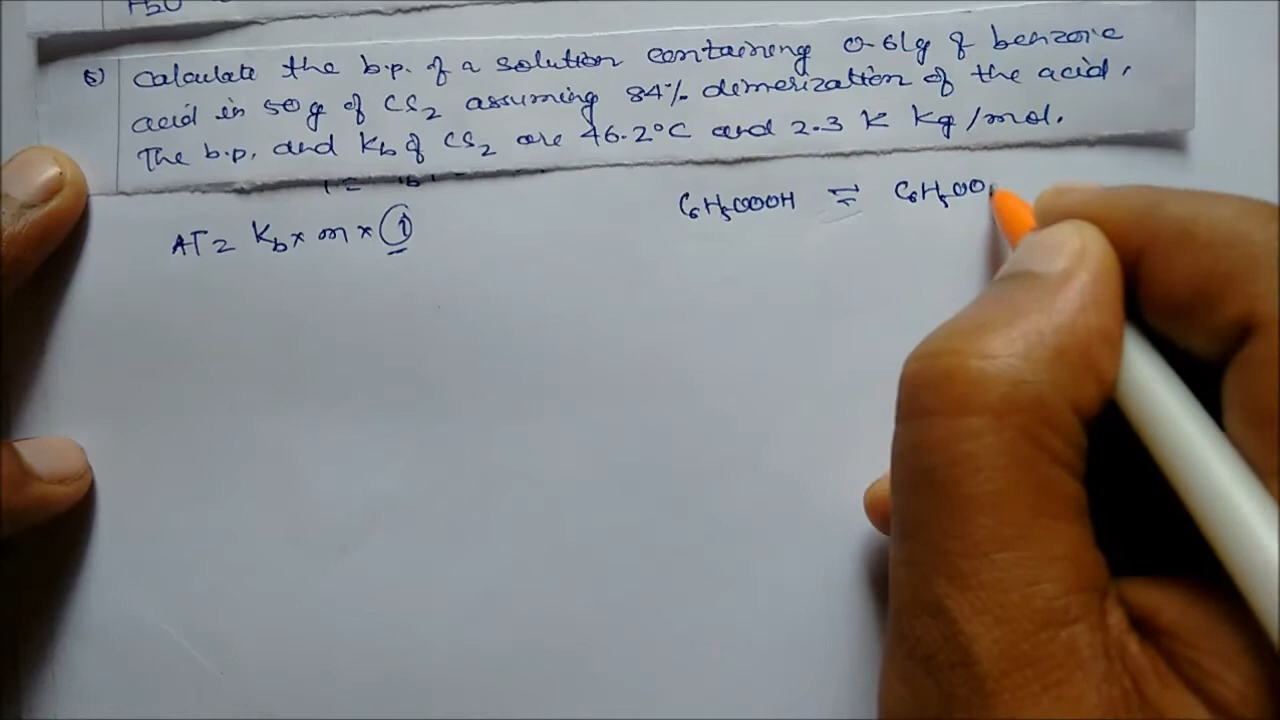 H2O
5) Calculate the b.p. of a solution containing 0.61g of benzoic
acid in 50g of CS2 assuming 84% dimerization of the acid.
The b.p. and Kb of CS2 are 46.2°C and 2.3 K Kg/mol.
ΔT = Kb × m × i
C6H5COOH ⇌ C6H5COO